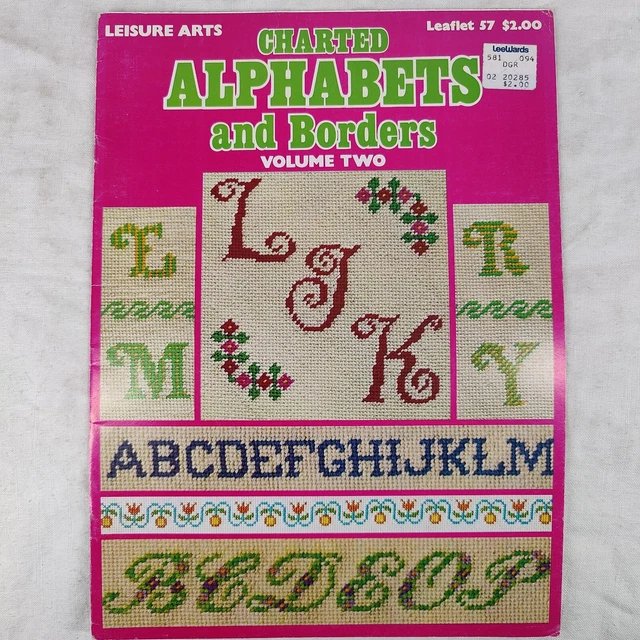 LEISURE ARTS
Leaflet 57 $2.00
CHARTED
ALPHABETS
and Borders
VOLUME TWO
LeeWards
581 094
DGR
02 20285
$2.00
L
J
K
E
M
R
Y
ABCDEFGHIJKLM
BCDEOP